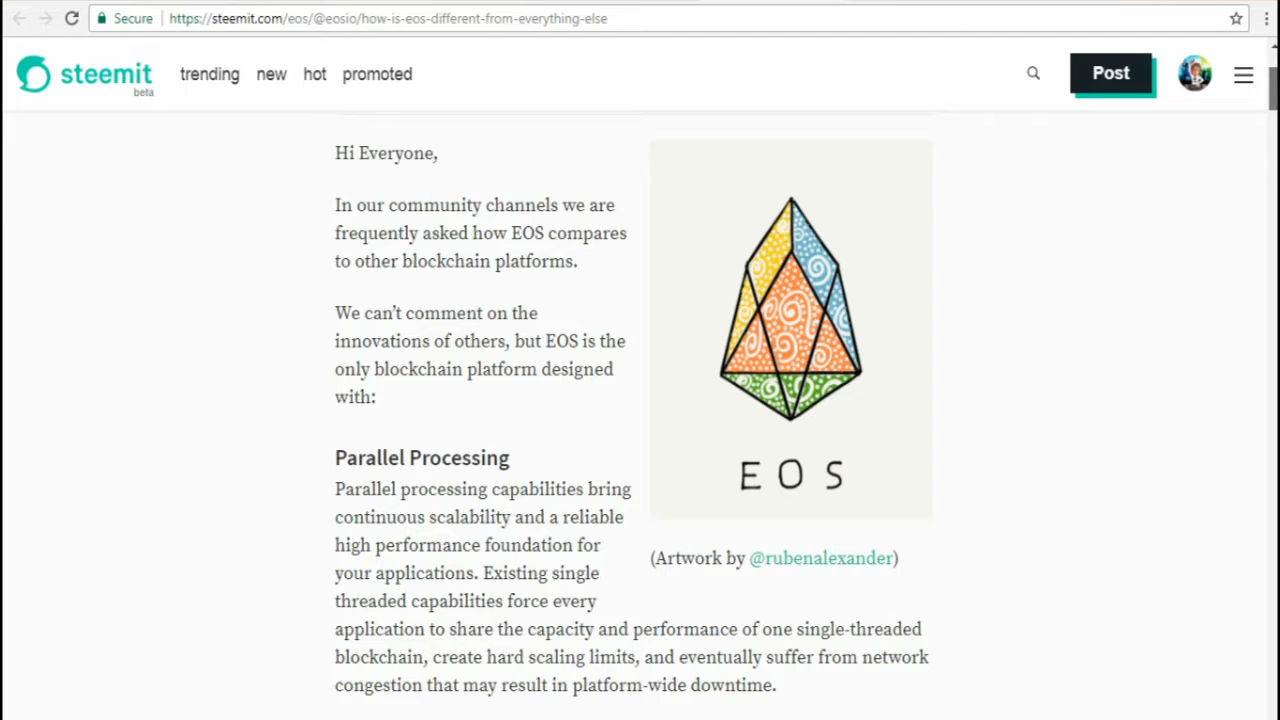 Secure
https://steemit.com/eos/@eosio/how-is-eos-different-from-everything-else
steemit
beta
trending new hot promoted
Post
Hi Everyone,
In our community channels we are
frequently asked how EOS compares
to other blockchain platforms.
We can’t comment on the
innovations of others, but EOS is the
only blockchain platform designed
with:
Parallel Processing
Parallel processing capabilities bring
continuous scalability and a reliable
high performance foundation for
your applications. Existing single
threaded capabilities force every
application to share the capacity and performance of one single-threaded
blockchain, create hard scaling limits, and eventually suffer from network
congestion that may result in platform-wide downtime.
E O S
(Artwork by @rubenalexander)